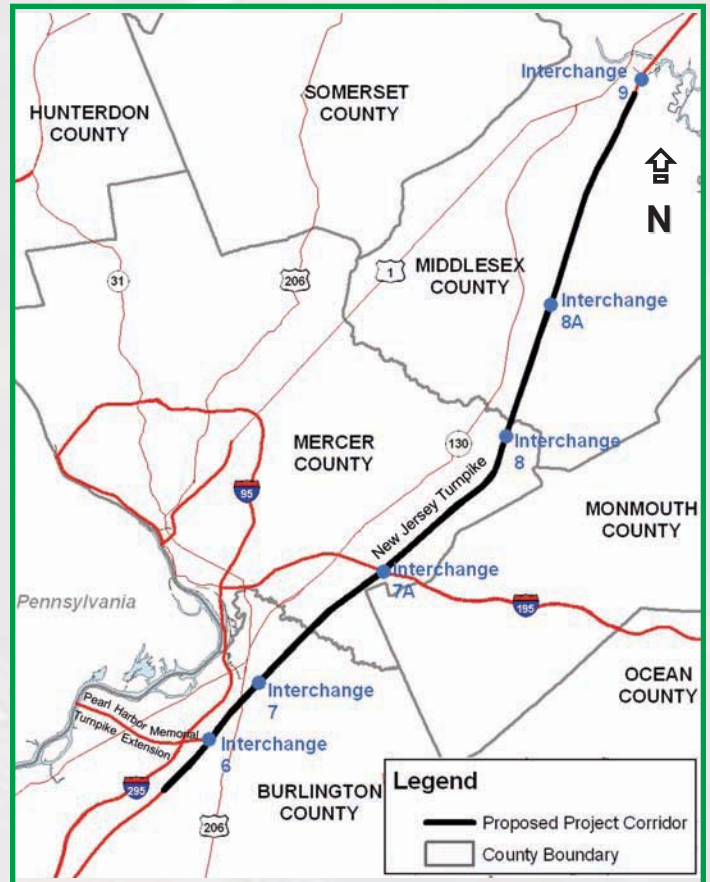 Interchange
9
SOMERSET
COUNTY
HUNTERDON
COUNTY
N
31
206
1
MIDDLESEX
COUNTY
Interchange
8A
MERCER
COUNTY
130
Interchange
8
95
New Jersey Turnpike
MONMOUTH
COUNTY
Interchange
7A
195
Pennsylvania
OCEAN
COUNTY
Interchange
7
Pearl Harbor Memorial
Turnpike Extension
Interchange
6
295
BURLINGTON
COUNTY
206
Legend
Proposed Project Corridor
County Boundary